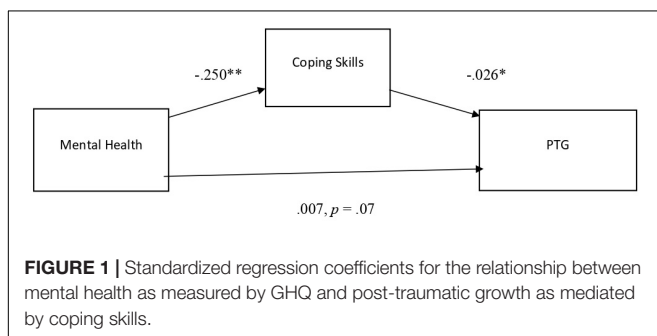 Coping Skills
-.250**
-.026*
Mental Health
PTG
.007, p = .07
FIGURE 1 | Standardized regression coefficients for the relationship between
mental health as measured by GHQ and post-traumatic growth as mediated
by coping skills.